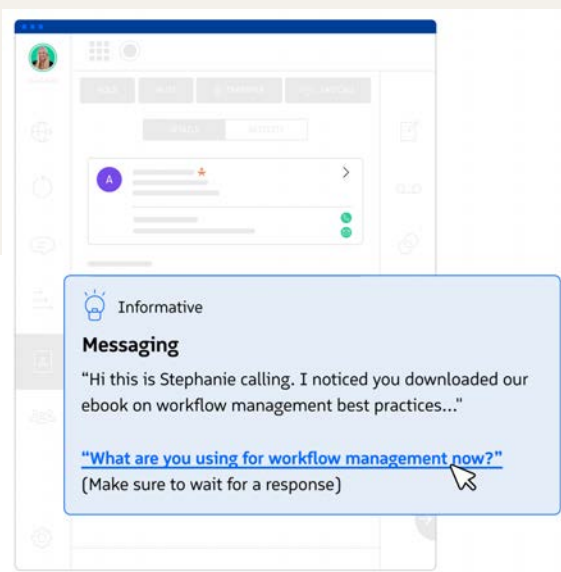 A
Informative
Messaging
“Hi this is Stephanie calling. I noticed you downloaded our
ebook on workflow management best practices..."
“What are you using for workflow management now?”
(Make sure to wait for a response)